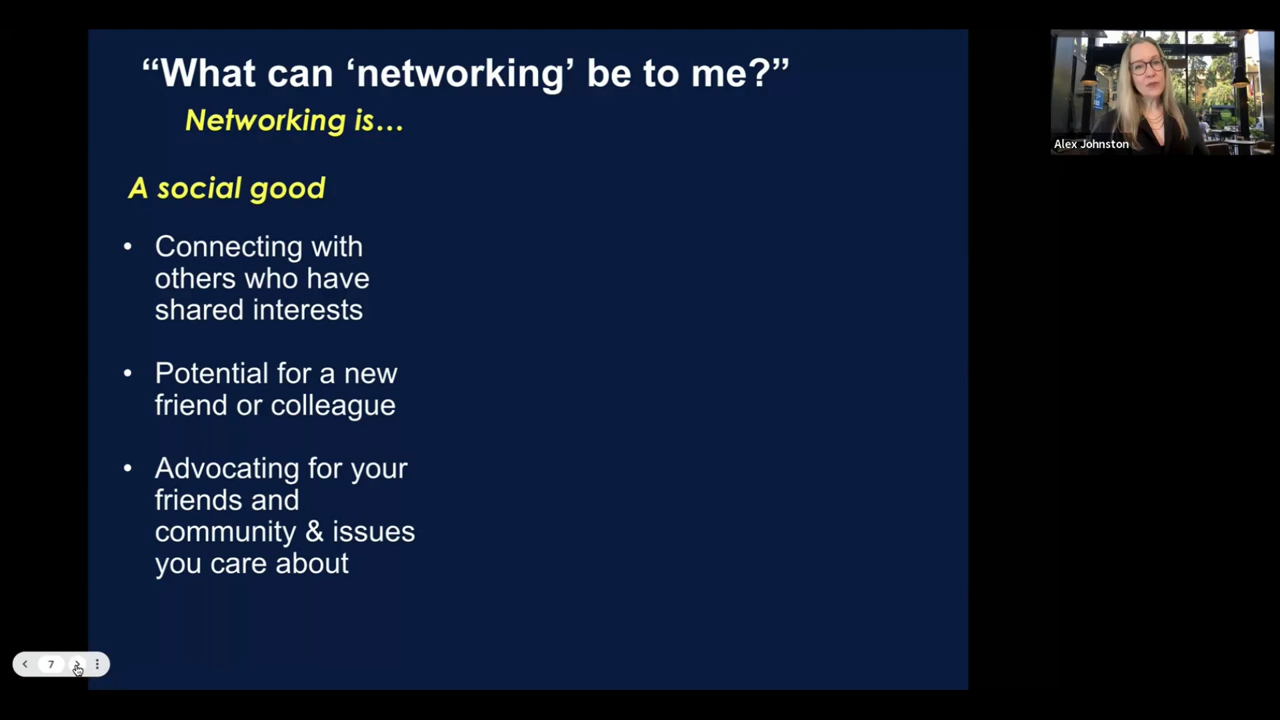 “What can ‘networking’ be to me?”
Networking is…
A social good
• Connecting with
others who have
shared interests
• Potential for a new
friend or colleague
• Advocating for your
friends and
community & issues
you care about
Alex Johnston
7